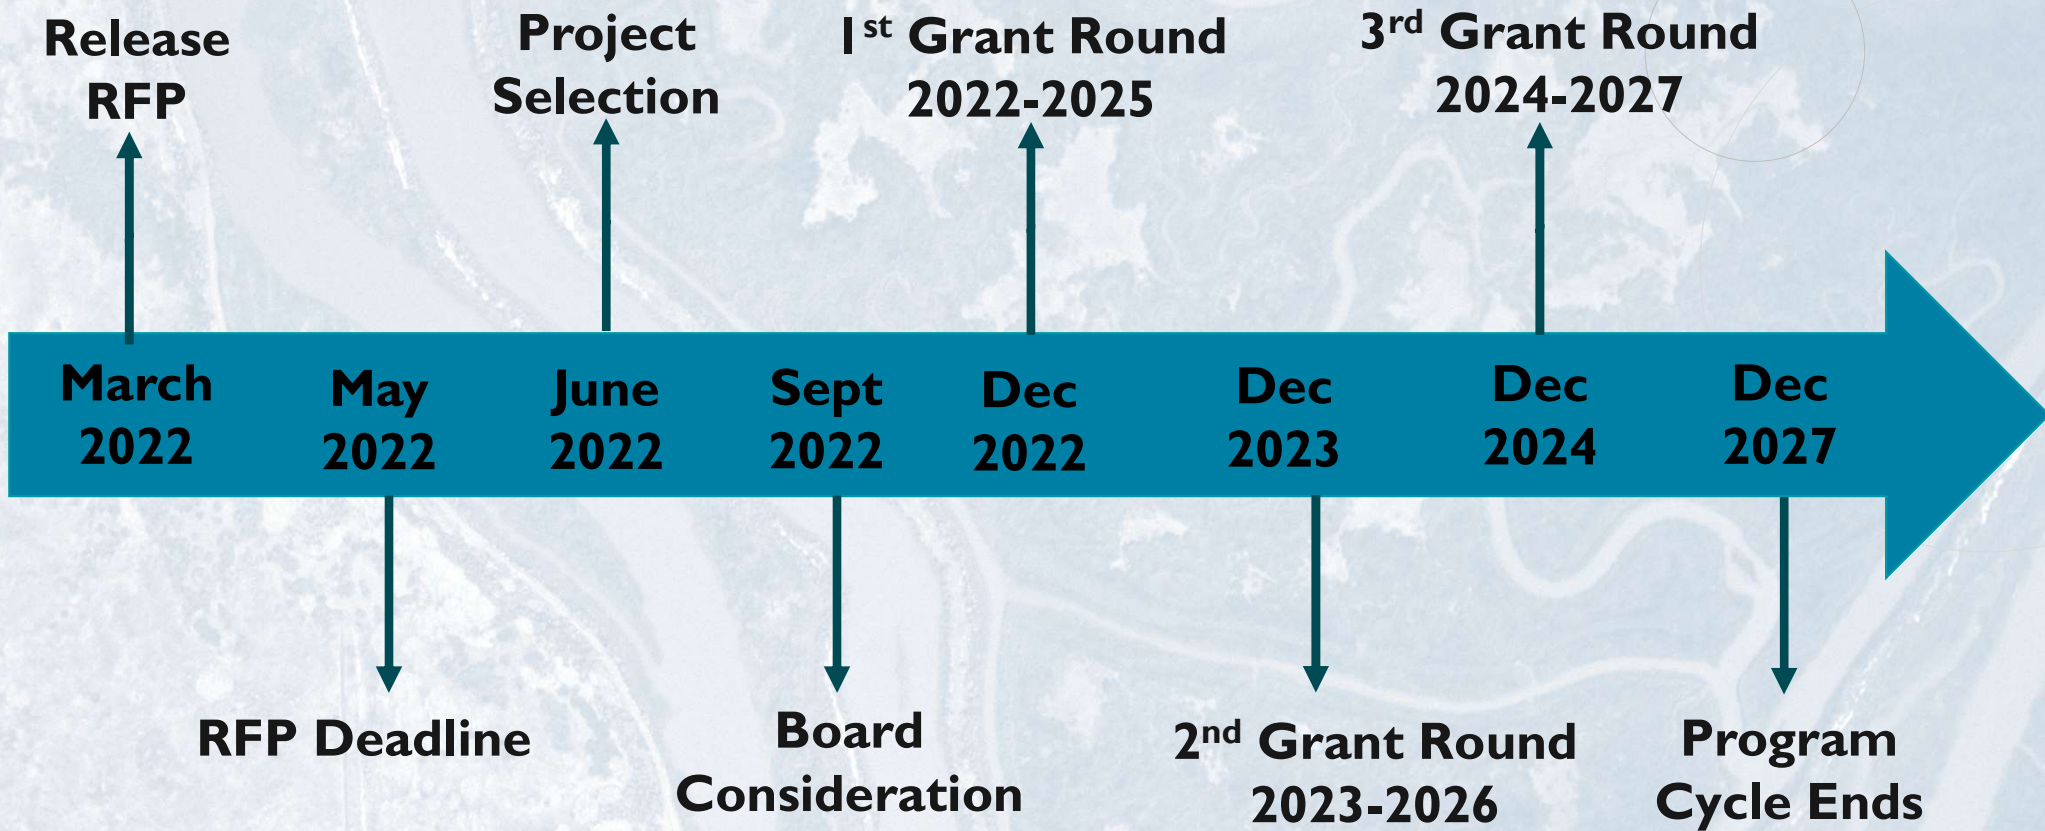 Release
RFP
Project
Selection
1st Grant Round
2022-2025
3rd Grant Round
2024-2027
March
2022
May
2022
June
2022
Sept
2022
Dec
2022
Dec
2023
Dec
2024
Dec
2027
RFP Deadline
Board
Consideration
2nd Grant Round
2023-2026
Program
Cycle Ends